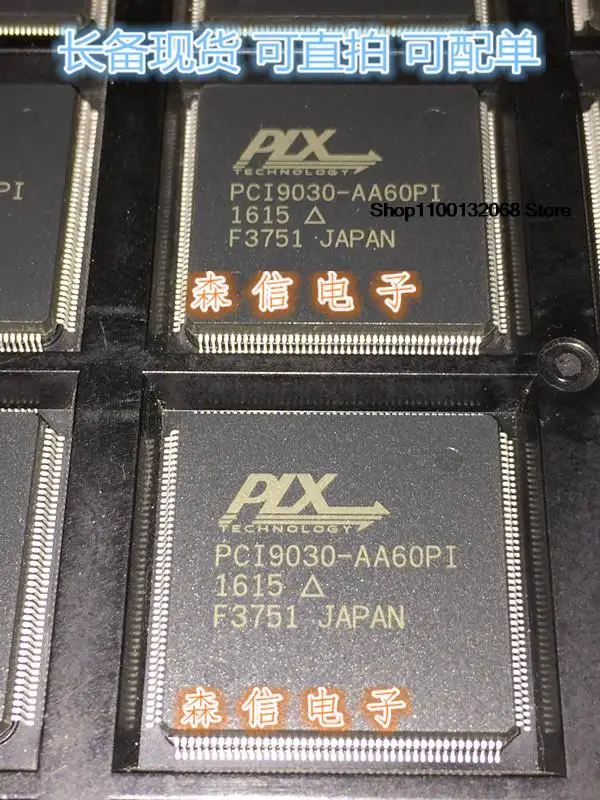 长备现货 可直拍 可配单
PI
PLX
TECHNOLOGY
PCI9030-AA60PI
1615 △
F3751 JAPAN
Shop1100132068 Store
森信电子
PLX
TECHNOLOGY
PCI9030-AA60PI
1615 △
F3751 JAPAN
森信电子